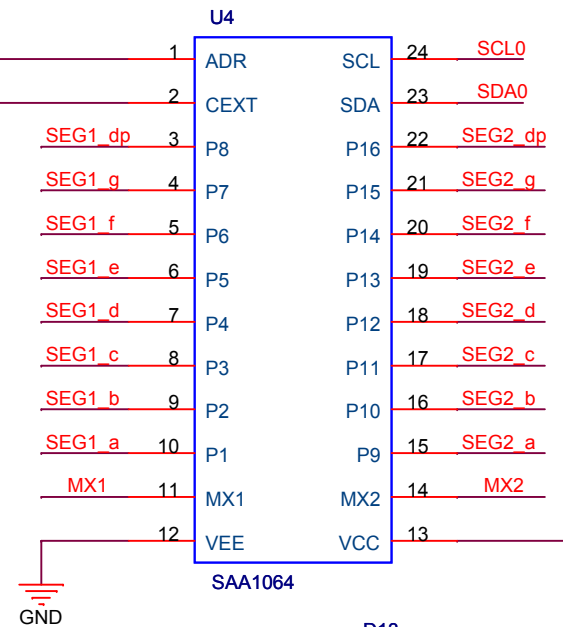 U4
1 ADR SCL 24 SCL0
2 CEXT SDA 23 SDA0
SEG1_dp 3 P8 P16 22 SEG2_dp
SEG1_g 4 P7 P15 21 SEG2_g
SEG1_f 5 P6 P14 20 SEG2_f
SEG1_e 6 P5 P13 19 SEG2_e
SEG1_d 7 P4 P12 18 SEG2_d
SEG1_c 8 P3 P11 17 SEG2_c
SEG1_b 9 P2 P10 16 SEG2_b
SEG1_a 10 P1 P9 15 SEG2_a
MX1 11 MX1 MX2 14 MX2
12 VEE VCC 13
SAA1064
GND